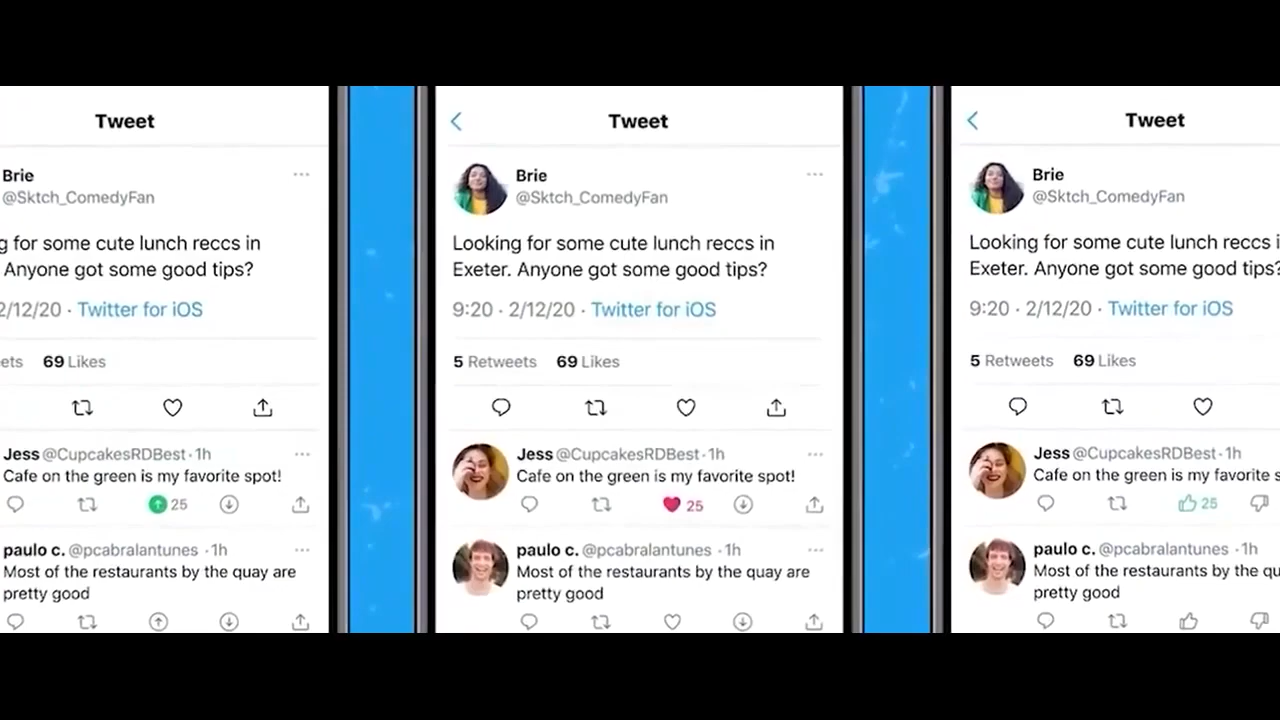 Tweet
Brie
@Sktch_ComedyFan
g for some cute lunch reccs in
Anyone got some good tips?
2/12/20 · Twitter for iOS
ets 69 Likes
Jess @CupcakesRDBest · 1h
Cafe on the green is my favorite spot!
25
paulo c. @pcabralantunes · 1h
Most of the restaurants by the quay are
pretty good
Tweet
Brie
@Sktch_ComedyFan
Looking for some cute lunch reccs in
Exeter. Anyone got some good tips?
9:20 · 2/12/20 · Twitter for iOS
5 Retweets 69 Likes
Jess @CupcakesRDBest · 1h
Cafe on the green is my favorite spot!
25
paulo c. @pcabralantunes · 1h
Most of the restaurants by the quay are
pretty good
Tweet
Brie
@Sktch_ComedyFan
Looking for some cute lunch reccs i
Exeter. Anyone got some good tips?
9:20 · 2/12/20 · Twitter for iOS
5 Retweets 69 Likes
Jess @CupcakesRDBest · 1h
Cafe on the green is my favorite s
25
paulo c. @pcabralantunes · 1h
Most of the restaurants by the qu
pretty good